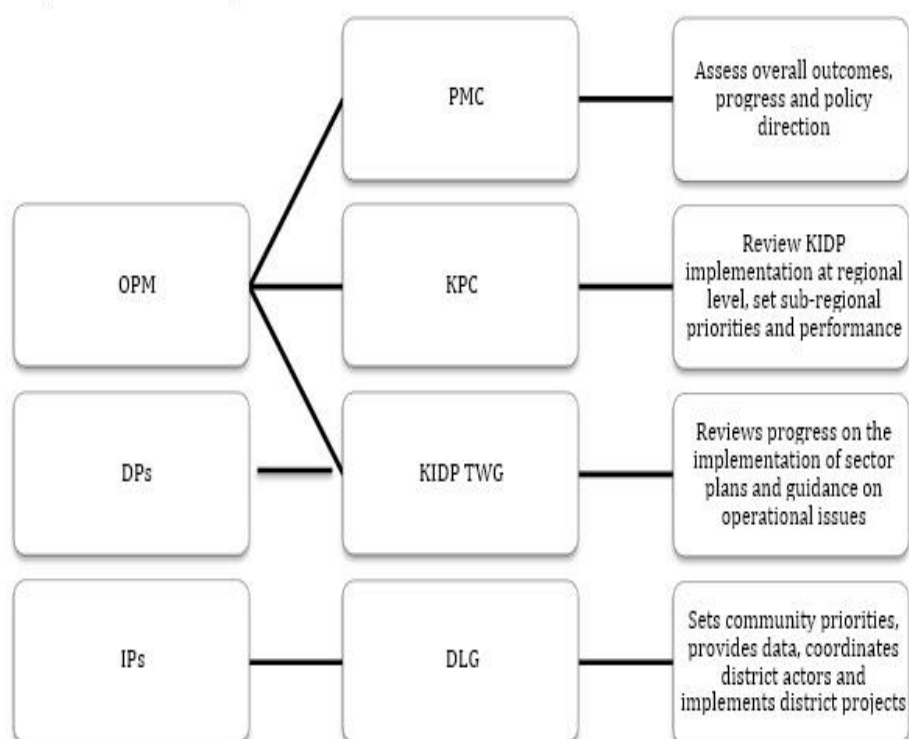 PMC
Assess overall outcomes,
progress and policy
direction
OPM
KPC
Review KIDP
implementation at regional
level, set sub-regional
priorities and performance
DPs
KIDP TWG
Reviews progress on the
implementation of sector
plans and guidance on
operational issues
IPs
DLG
Sets community priorities,
provides data, coordinates
district actors and
implements district projects